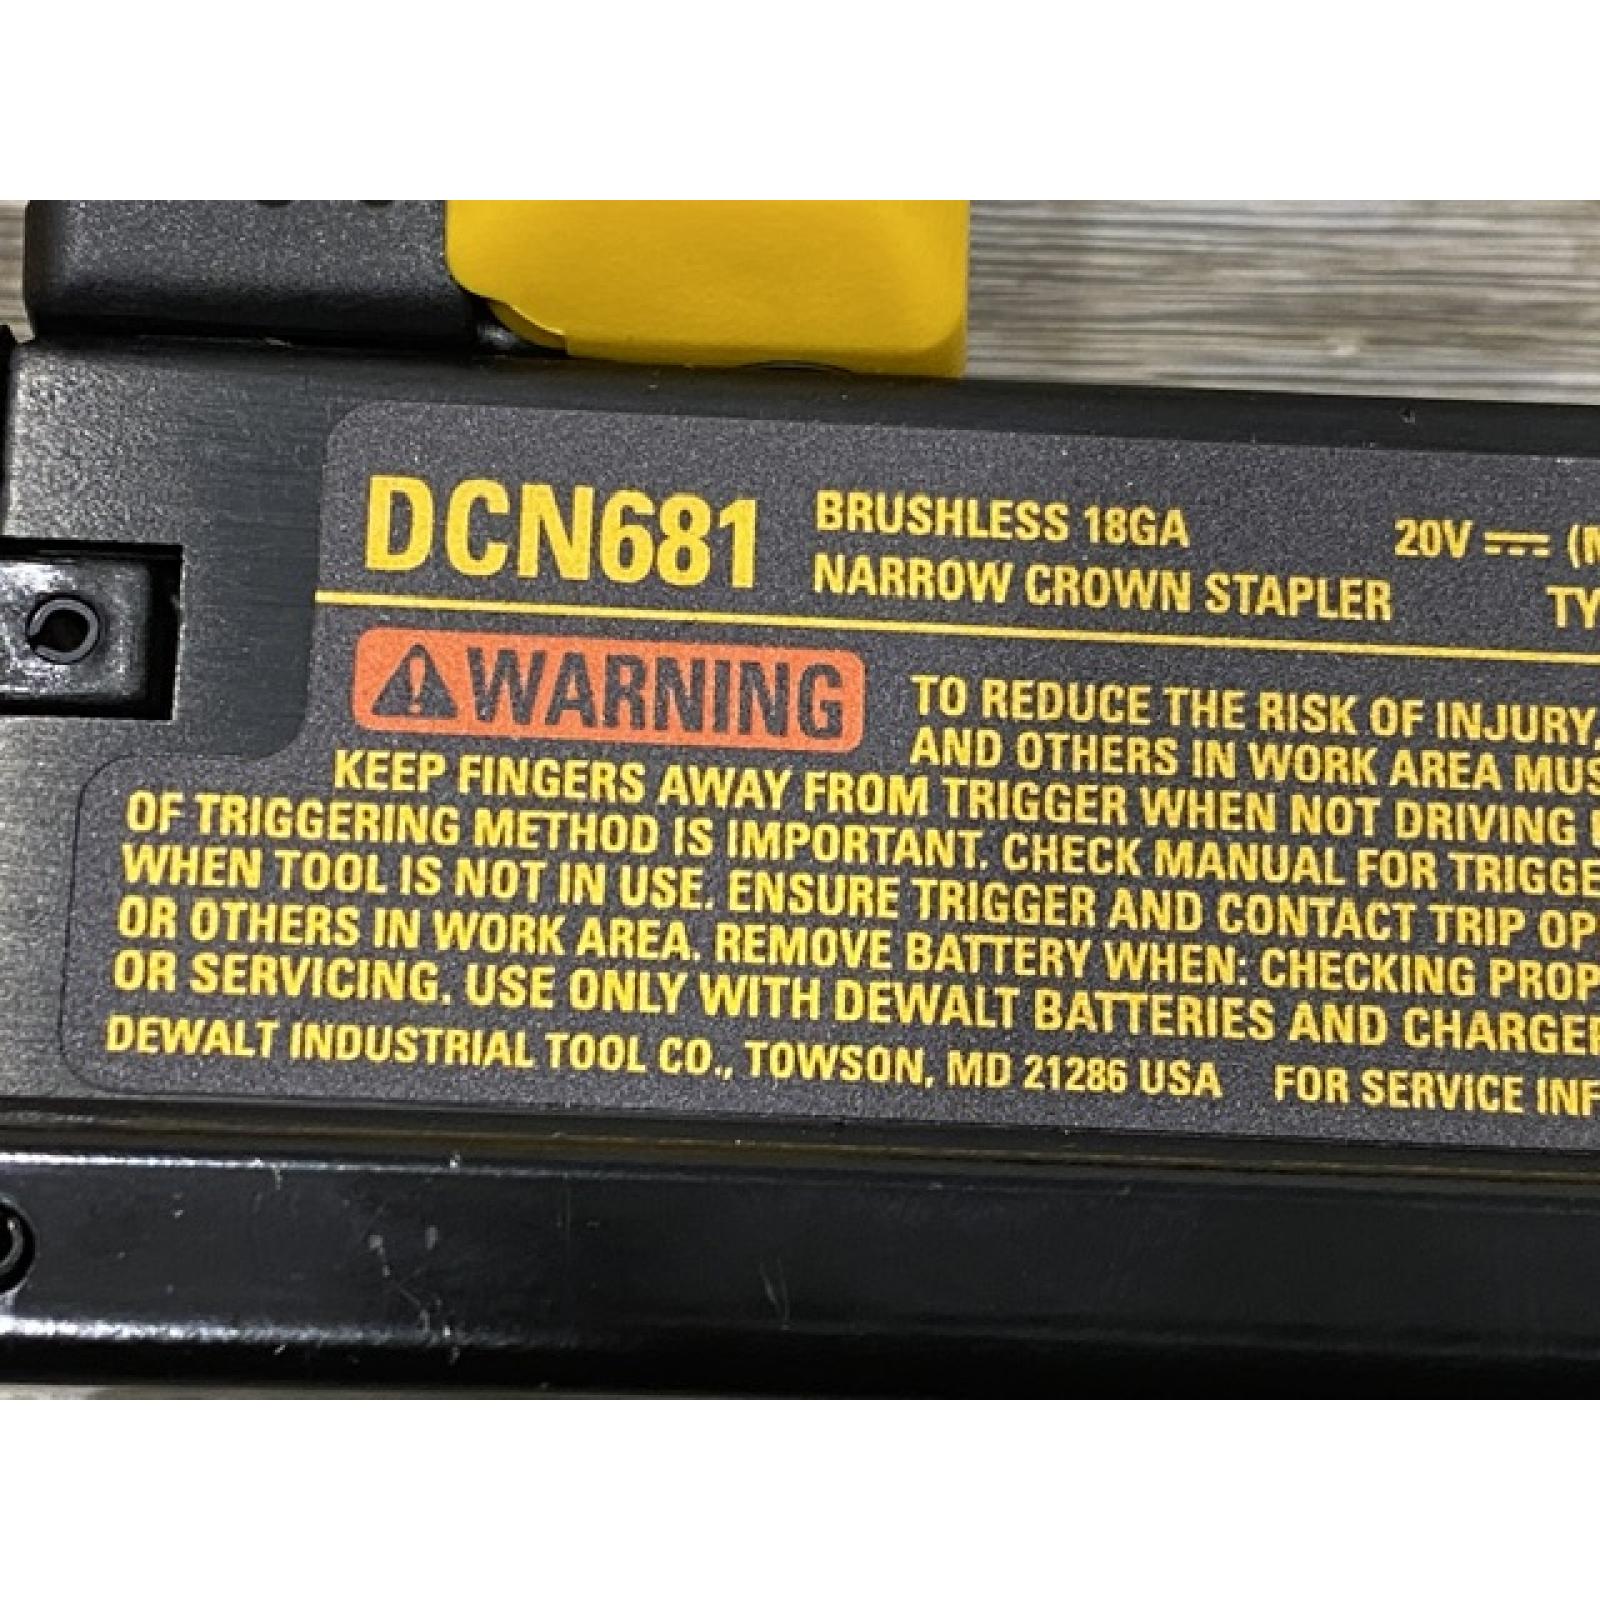 DCN681 BRUSHLESS 18GA 20V
NARROW CROWN STAPLER
WARNING TO REDUCE THE RISK OF INJURY,
AND OTHERS IN WORK AREA
KEEP FINGERS AWAY FROM TRIGGER WHEN NOT DRIVING
OF TRIGGERING METHOD IS IMPORTANT. CHECK MANUAL FOR
WHEN TOOL IS NOT IN USE. ENSURE TRIGGER AND CONTACT TRIP
OR OTHERS IN WORK AREA. REMOVE BATTERY WHEN: CHECKING
OR SERVICING. USE ONLY WITH DEWALT BATTERIES AND
DEWALT INDUSTRIAL TOOL CO., TOWSON, MD 21286 USA FOR SERVICE